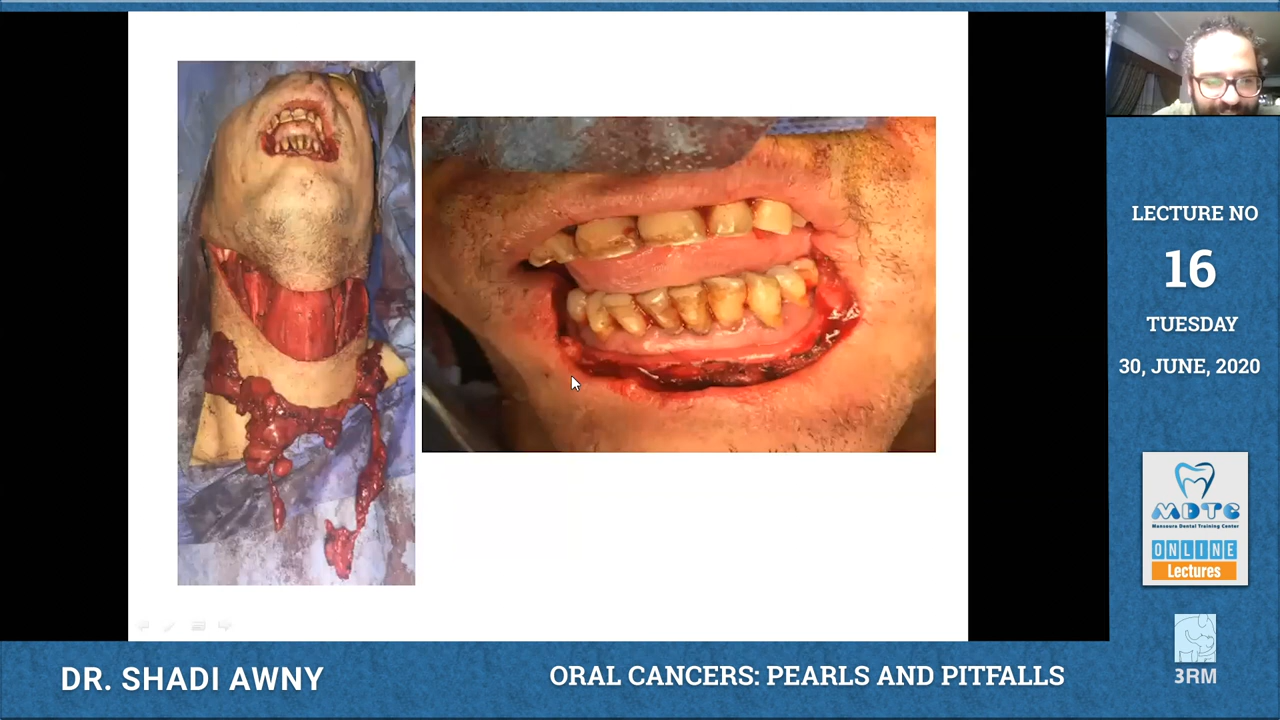 LECTURE NO
16
TUESDAY
30, JUNE, 2020
MDTC
Mansoura Dental Training Center
ONLINE
Lectures
3RM
DR. SHADI AWNY
ORAL CANCERS: PEARLS AND PITFALLS